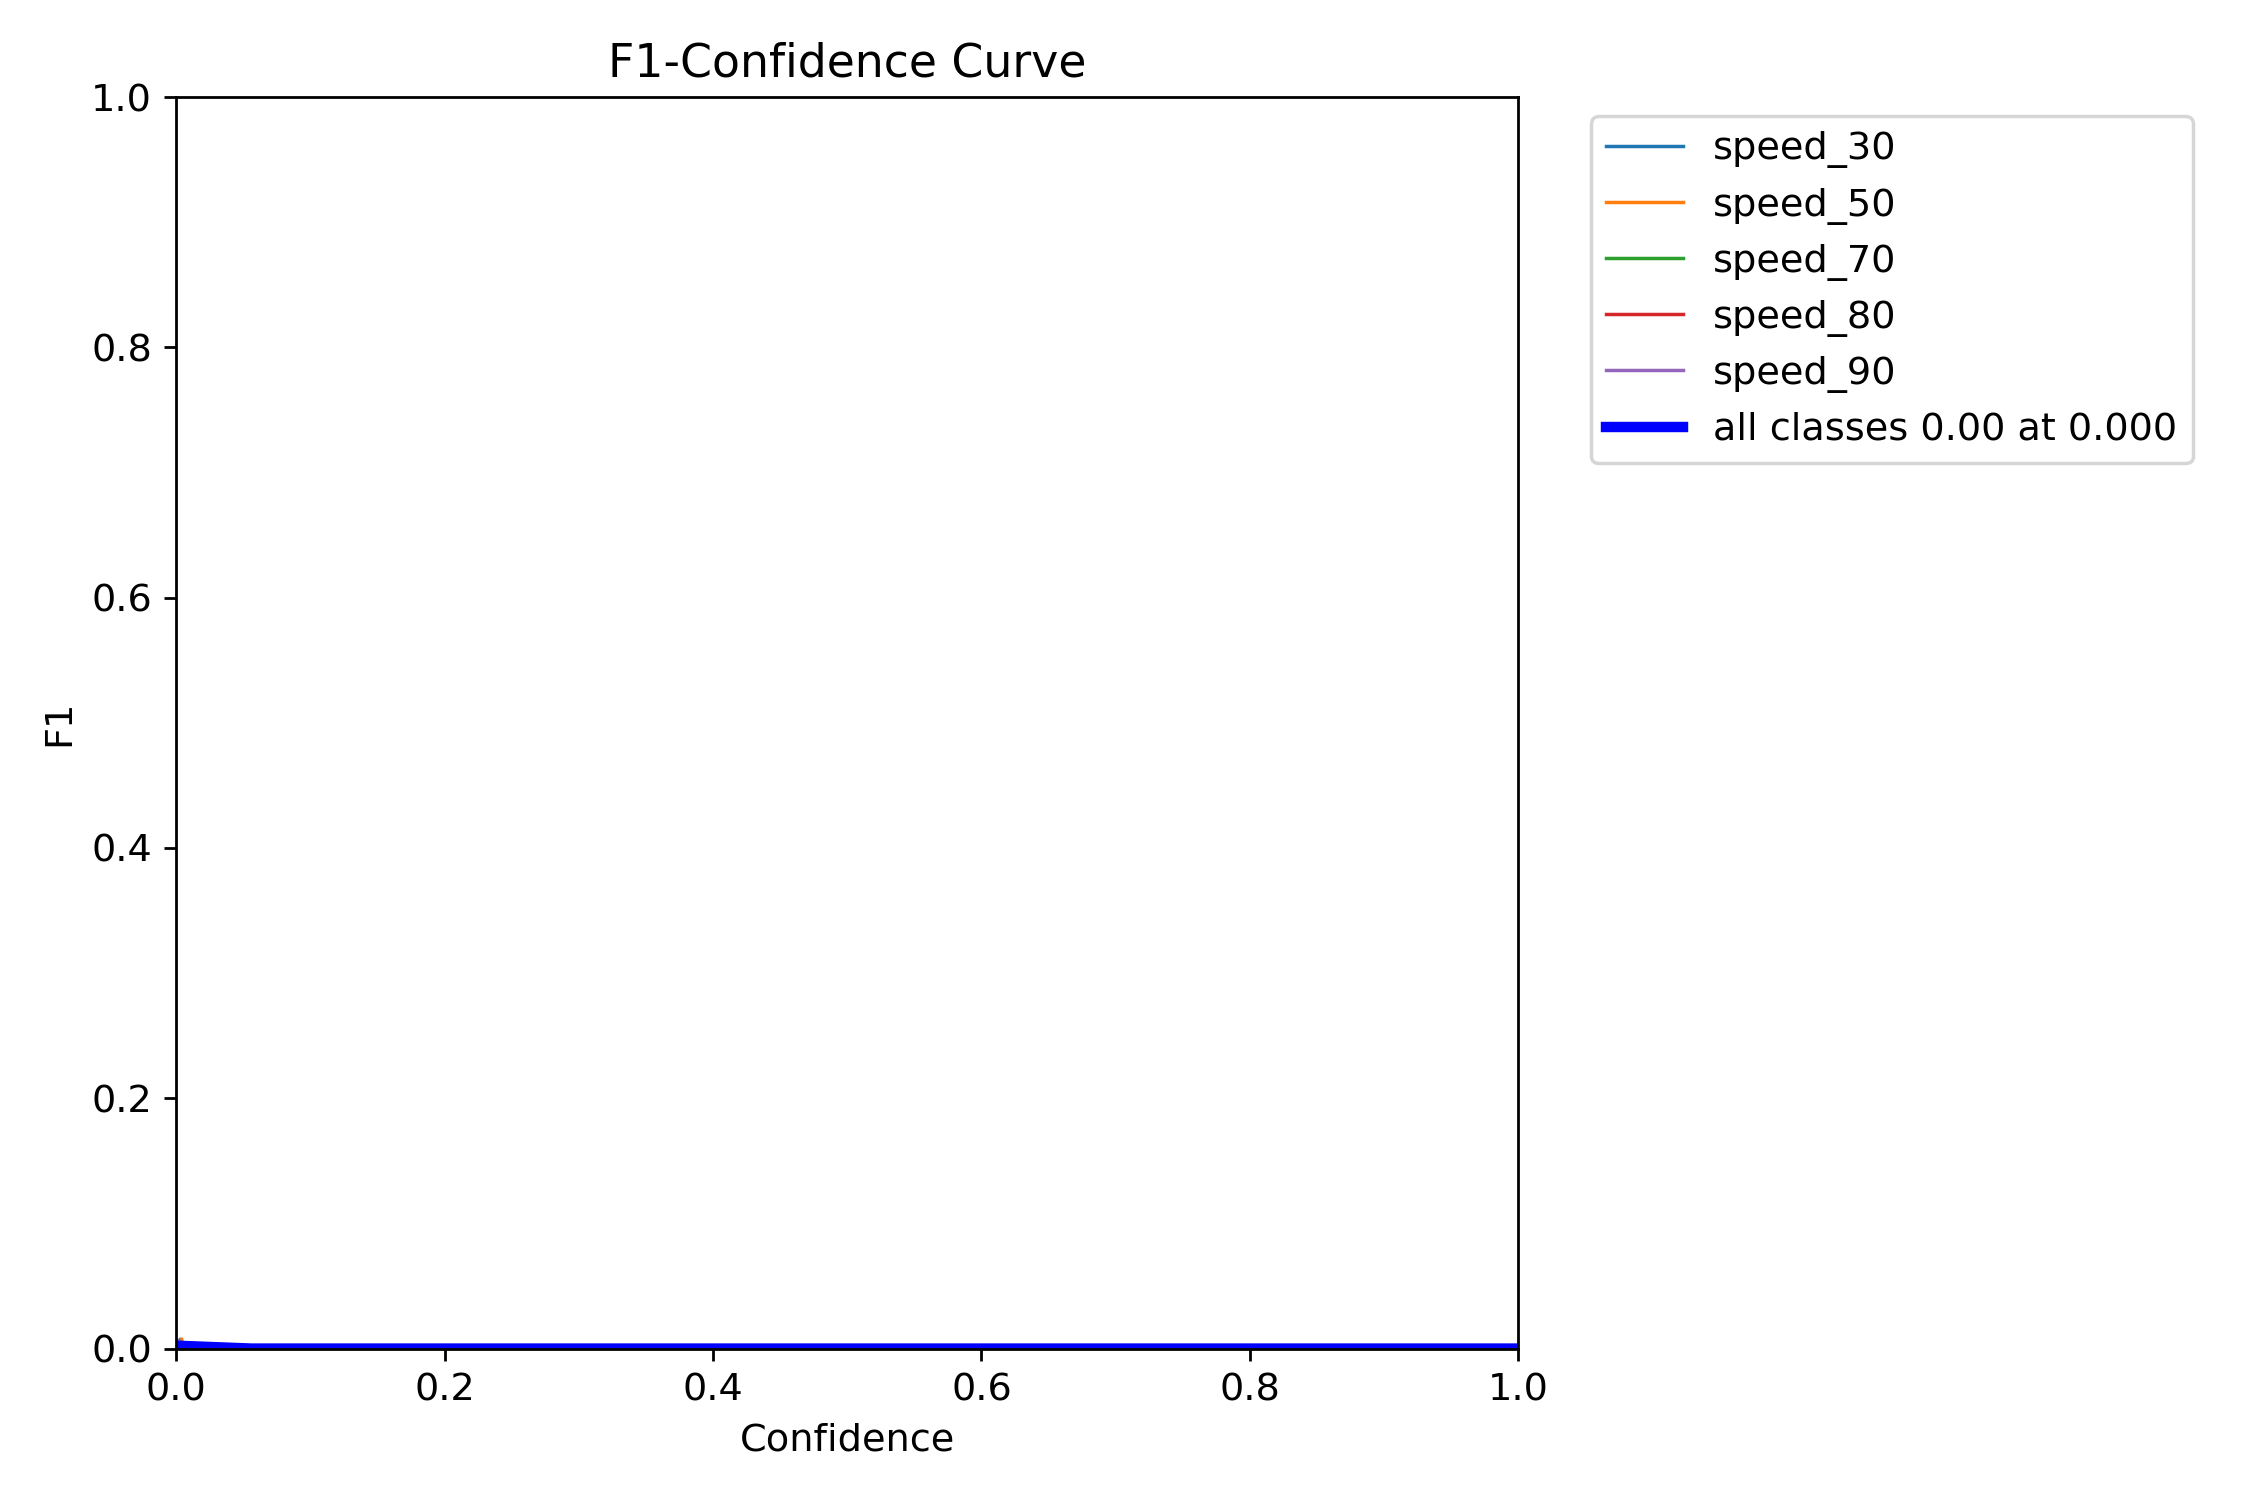 F1-Confidence Curve
1.0
0.8
0.6
0.4
0.2
0.0
F1
0.0 0.2 0.4 0.6 0.8 1.0
Confidence
speed_30
speed_50
speed_70
speed_80
speed_90
all classes 0.00 at 0.000